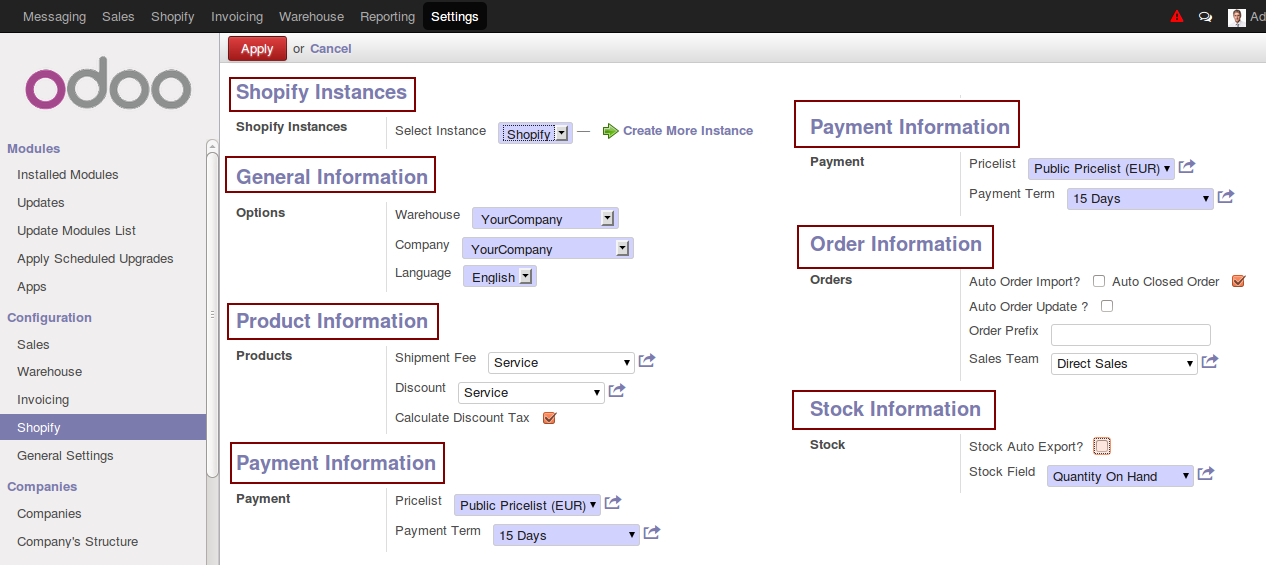 Messaging Sales Shopify Invoicing Warehouse Reporting Settings Ad
odoo
Modules
Installed Modules
Updates
Update Modules List
Apply Scheduled Upgrades
Apps
Configuration
Sales
Warehouse
Invoicing
Shopify
General Settings
Companies
Companies
Company's Structure
Apply or Cancel
Shopify Instances
Shopify Instances Select Instance Shopify — Create More Instance
General Information
Options Warehouse YourCompany
Company YourCompany
Language English
Product Information
Products Shipment Fee Service
Discount Service
Calculate Discount Tax
Payment Information
Payment Pricelist Public Pricelist (EUR)
Payment Term 15 Days
Payment Information
Payment Pricelist Public Pricelist (EUR)
Payment Term 15 Days
Order Information
Orders Auto Order Import? Auto Closed Order
Auto Order Update ?
Order Prefix
Sales Team Direct Sales
Stock Information
Stock Stock Auto Export?
Stock Field Quantity On Hand